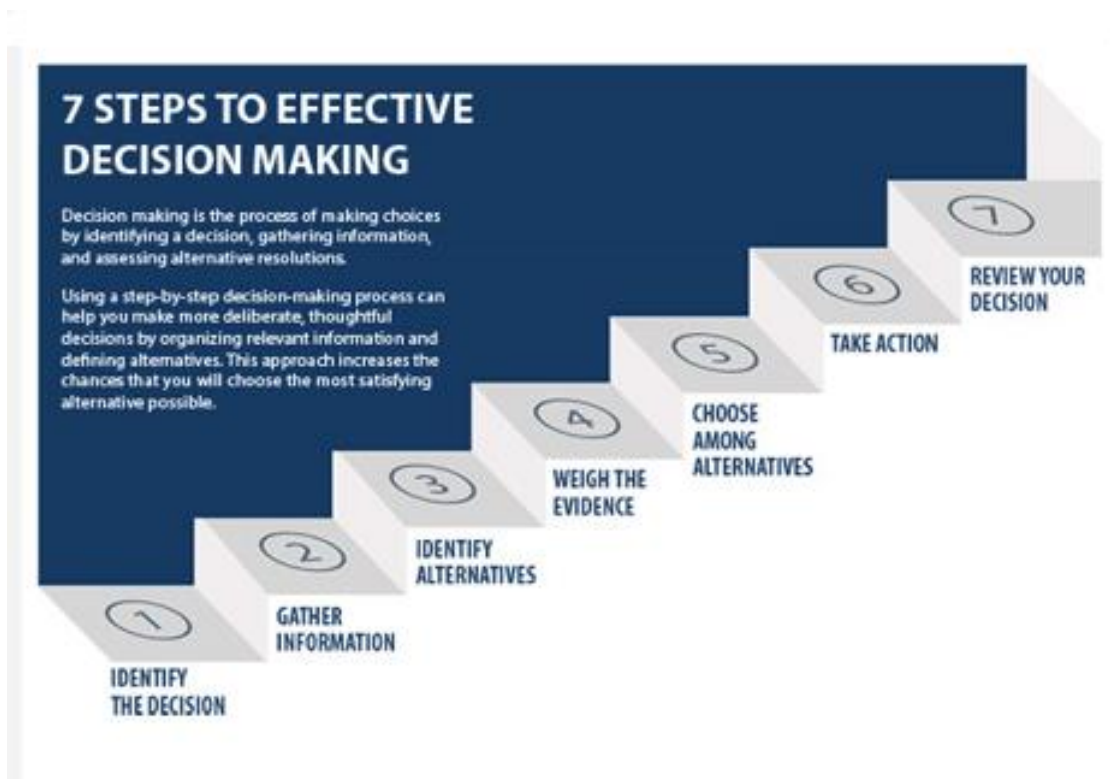 7 STEPS TO EFFECTIVE
DECISION MAKING
Decision making is the process of making choices
by identifying a decision, gathering information,
and assessing alternative resolutions.
Using a step-by-step decision-making process can
help you make more deliberate, thoughtful
decisions by organizing relevant information and
defining alternatives. This approach increases the
chances that you will choose the most satisfying
alternative possible.
1
IDENTIFY
THE DECISION
2
GATHER
INFORMATION
3
IDENTIFY
ALTERNATIVES
4
WEIGH THE
EVIDENCE
5
CHOOSE
AMONG
ALTERNATIVES
6
TAKE ACTION
7
REVIEW YOUR
DECISION